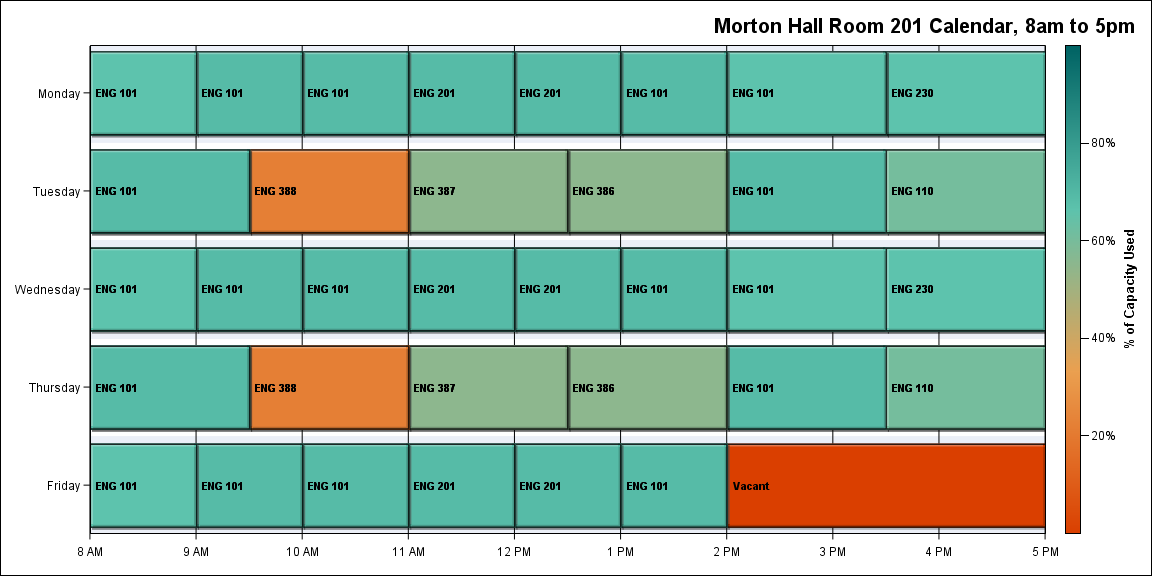 Morton Hall Room 201 Calendar, 8am to 5pm
Monday
ENG 101
ENG 101
ENG 101
ENG 201
ENG 201
ENG 101
ENG 101
ENG 230
Tuesday
ENG 101
ENG 388
ENG 387
ENG 386
ENG 101
ENG 110
Wednesday
ENG 101
ENG 101
ENG 101
ENG 201
ENG 201
ENG 101
ENG 101
ENG 230
Thursday
ENG 101
ENG 388
ENG 387
ENG 386
ENG 101
ENG 110
Friday
ENG 101
ENG 101
ENG 101
ENG 201
ENG 201
ENG 101
Vacant
8 AM
9 AM
10 AM
11 AM
12 PM
1 PM
2 PM
3 PM
4 PM
5 PM
80%
60%
40%
20%
% of Capacity Used